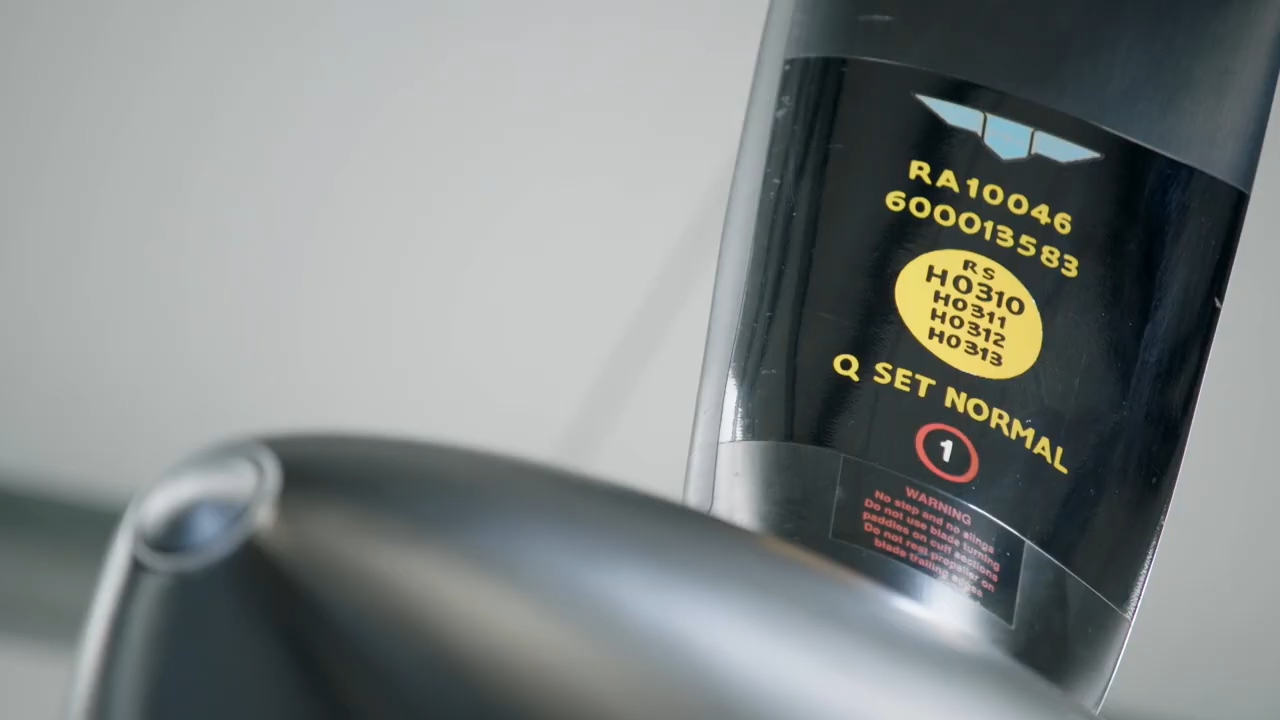 RA10046
600013583
RS
H0310
H0311
H0312
H0313
Q SET NORMAL
1
WARNING
No step and no slings
Do not use blade turning
paddles on cuff sections
Do not rest propeller on
blade trailing edges